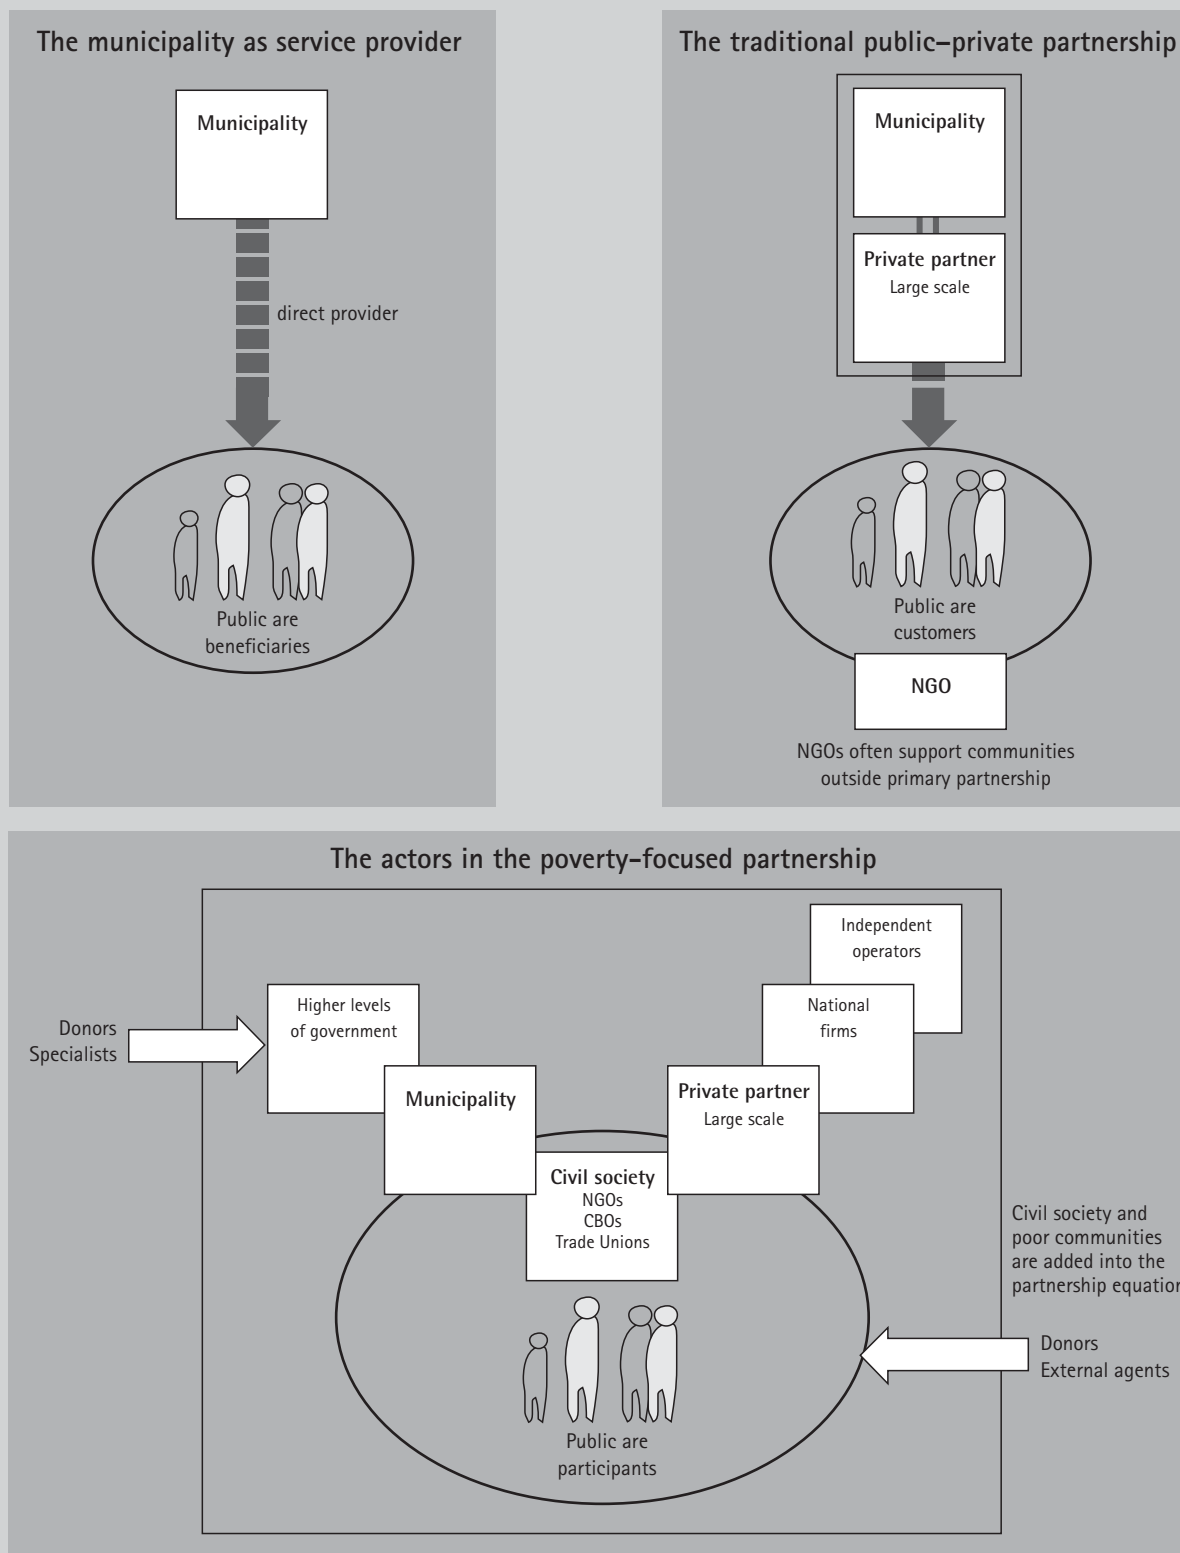 The municipality as service provider
Municipality
direct provider
Public are
beneficiaries
The traditional public–private partnership
Municipality
Private partner
Large scale
Public are
customers
NGO
NGOs often support communities
outside primary partnership
The actors in the poverty-focused partnership
Independent
operators
Higher levels
of government
National
firms
Donors
Specialists
Municipality
Private partner
Large scale
Civil society
NGOs
CBOs
Trade Unions
Civil society and
poor communities
are added into the
partnership equation
Donors
External agents
Public are
participants